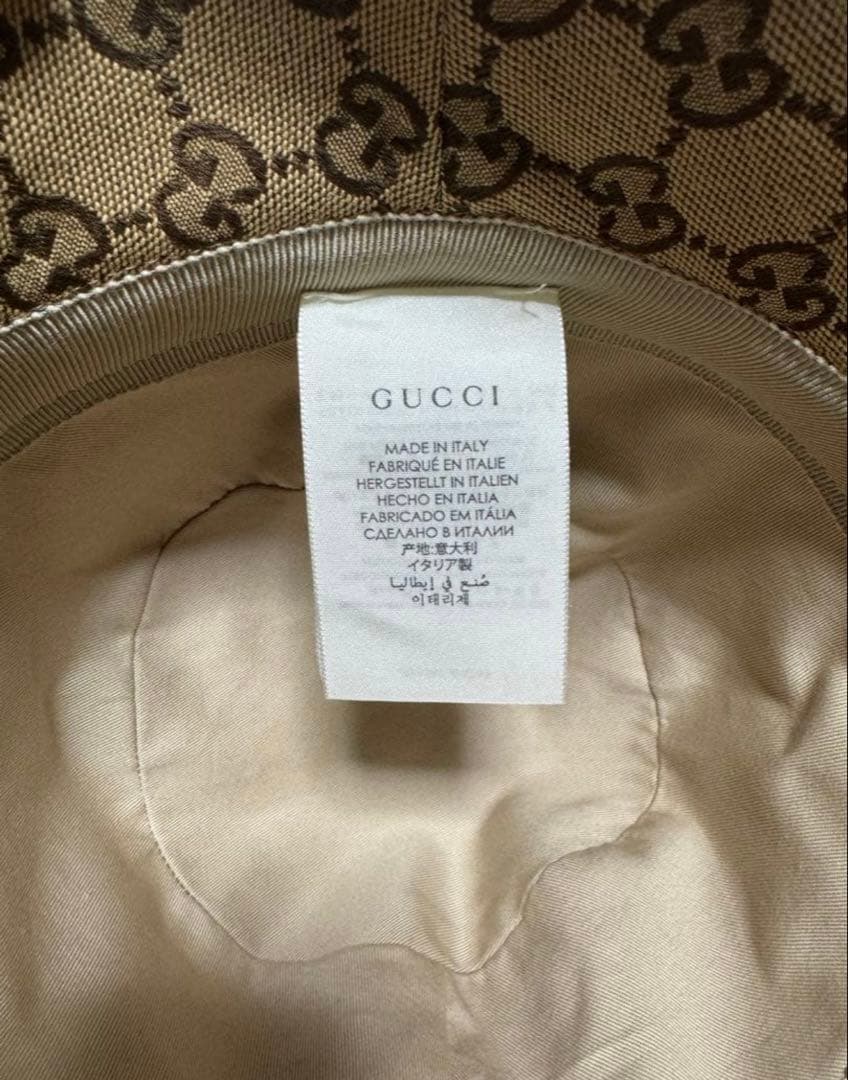 GUCCI
MADE IN ITALY
FABRIQUÉ EN ITALIE
HERGESTELLT IN ITALIEN
HECHO EN ITALIA
FABRICADO EM ITÁLIA
СДЕЛАНО В ИТАЛИИ
产地:意大利
イタリア製
صُنع في إيطاليا
이태리제